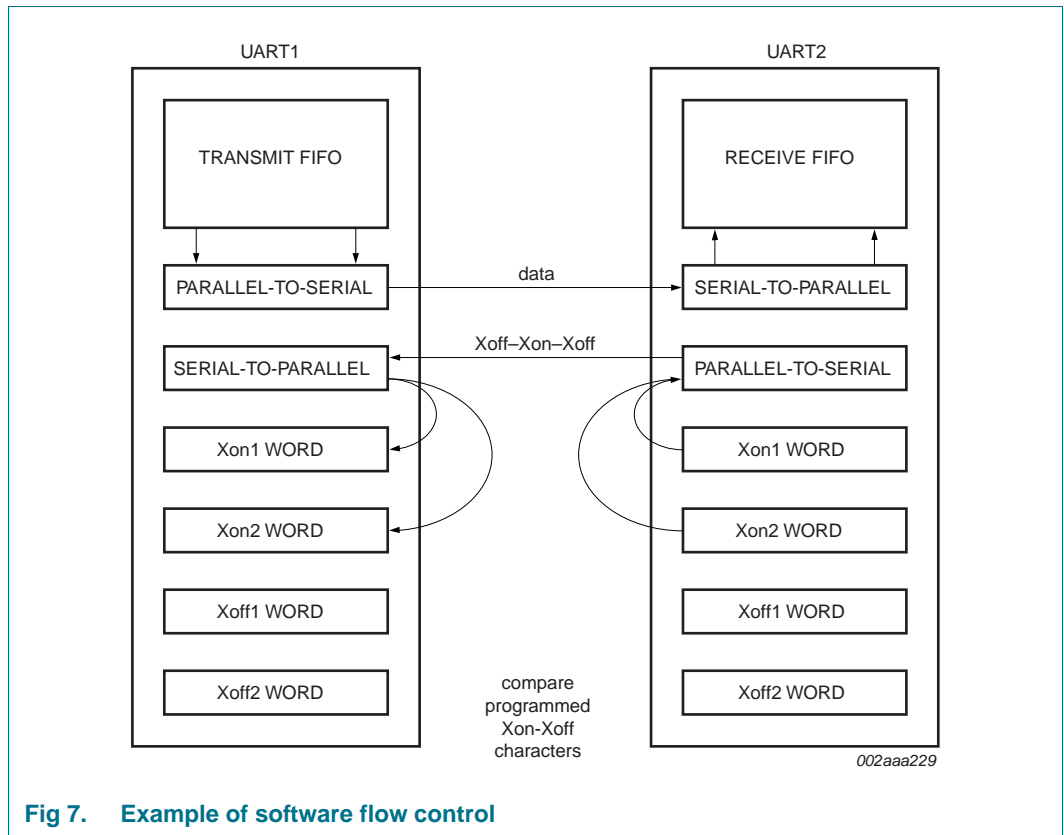 UART1
UART2
TRANSMIT FIFO
RECEIVE FIFO
PARALLEL-TO-SERIAL
data
SERIAL-TO-PARALLEL
SERIAL-TO-PARALLEL
Xoff–Xon–Xoff
PARALLEL-TO-SERIAL
Xon1 WORD
Xon1 WORD
Xon2 WORD
Xon2 WORD
Xoff1 WORD
Xoff1 WORD
Xoff2 WORD
Xoff2 WORD
compare
programmed
Xon-Xoff
characters
002aaa229
Fig 7. Example of software flow control